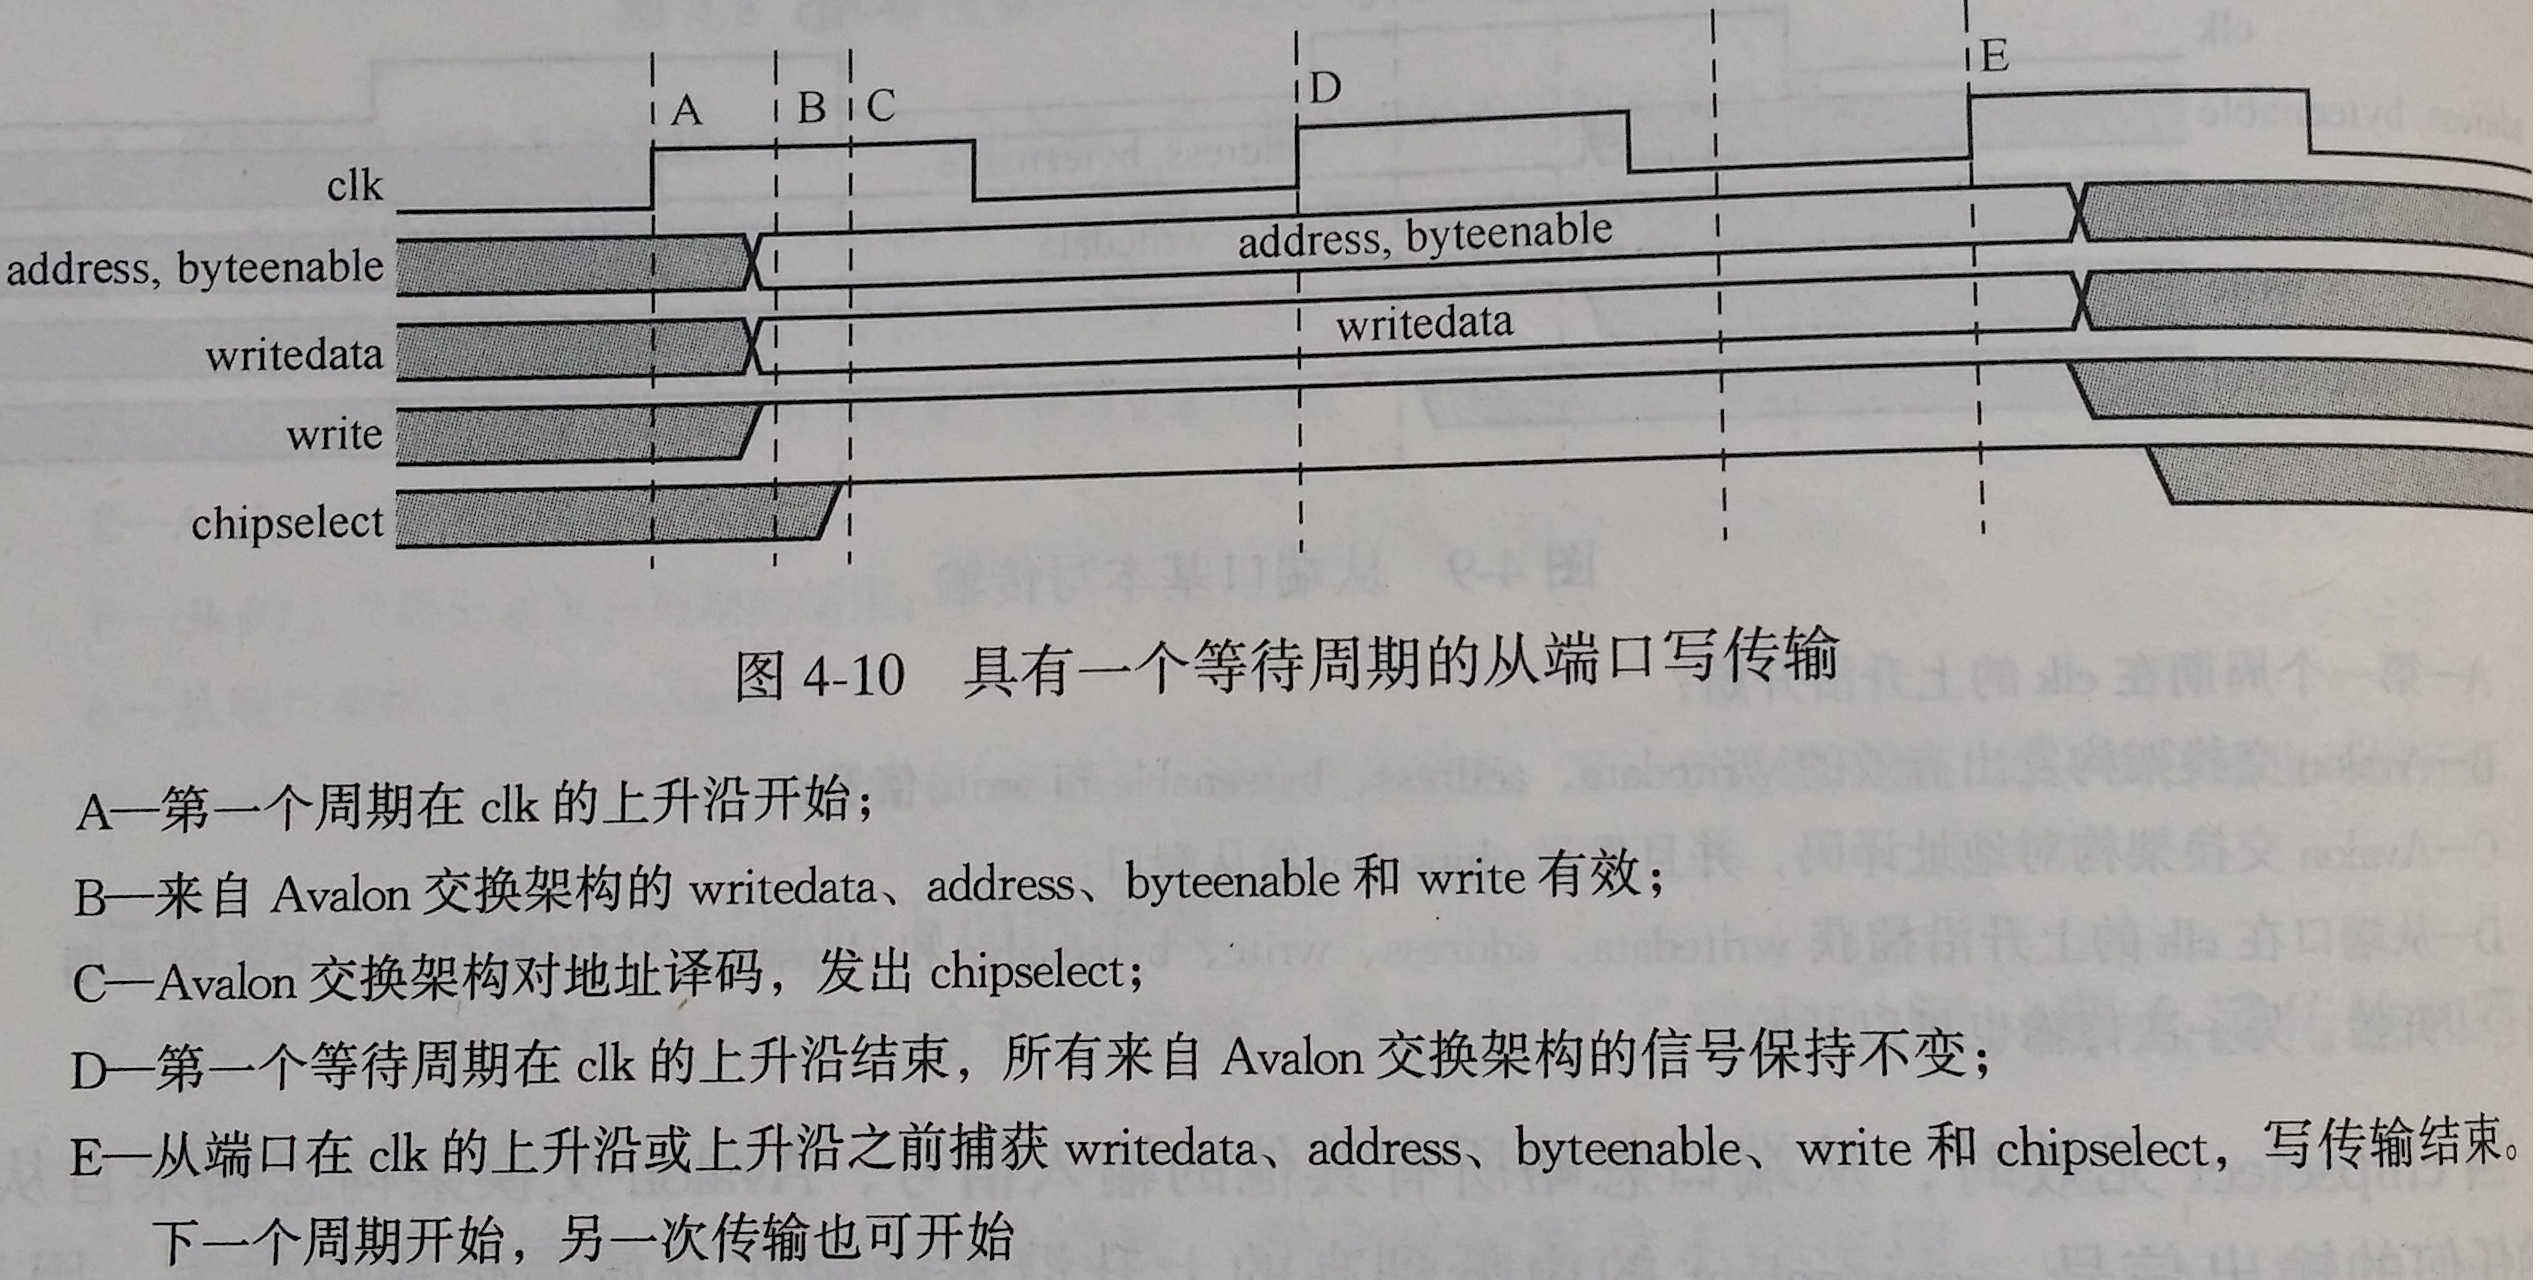 A B C D E
clk
address, byteenable
address, byteenable
writedata
writedata
write
chipselect
图 4-10 具有一个等待周期的从端口写传输
A—第一个周期在 clk 的上升沿开始；
B—来自 Avalon 交换架构的 writedata、address、byteenable 和 write 有效；
C—Avalon 交换架构对地址译码，发出 chipselect；
D—第一个等待周期在 clk 的上升沿结束，所有来自 Avalon 交换架构的信号保持不变；
E—从端口在 clk 的上升沿或上升沿之前捕获 writedata、address、byteenable、write 和 chipselect，写传输结束。
下一个周期开始，另一次传输也可开始